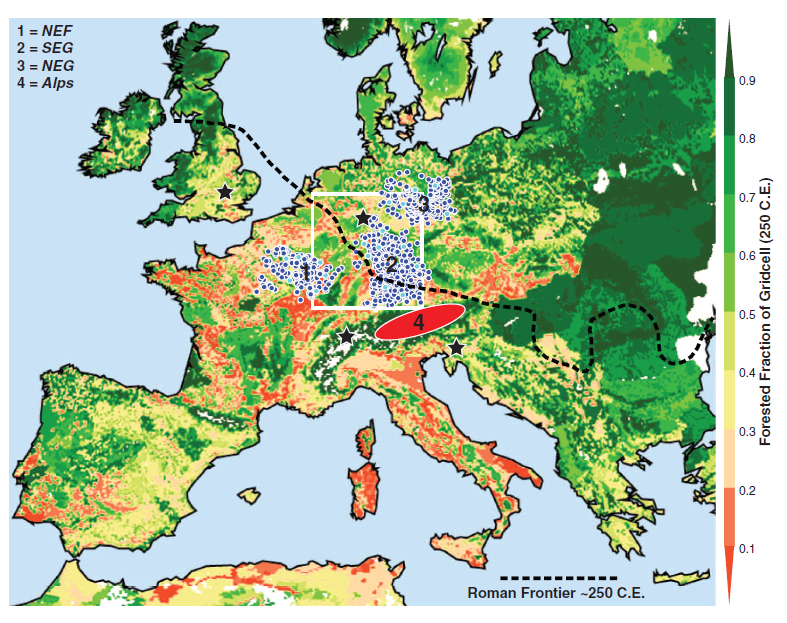 1 = NEF
2 = SEG
3 = NEG
4 = Alps
3
1
2
4
Roman Frontier ~250 C.E.
0.9
0.8
0.7
0.6
0.5
0.4
0.3
0.2
0.1
Forested Fraction of Gridcell (250 C.E.)